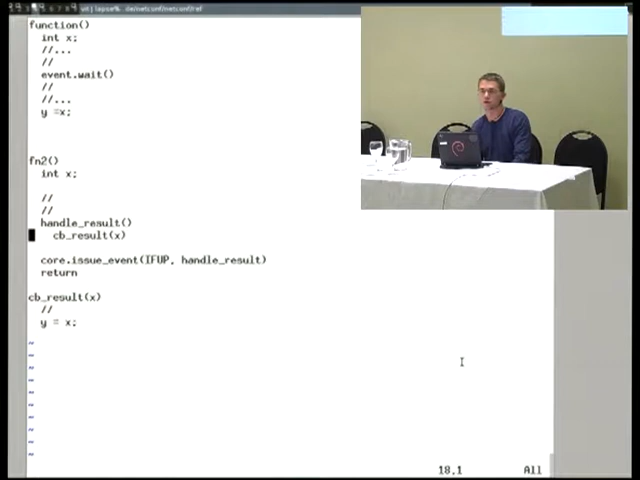 function()
int x;
//...
//
event.wait()
//
//...
y =x;
fn2()
int x;
//
//
handle_result()
cb_result(x)
core.issue_event(IFUP, handle_result)
return
cb_result(x)
//
y = x;
~
~
~
~
~
~
~
~
~
~
18,1 All